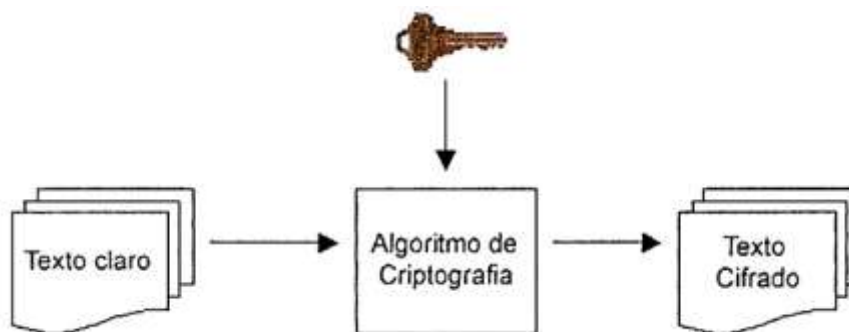 Texto claro
Algoritmo de
Criptografia
Texto
Cifrado